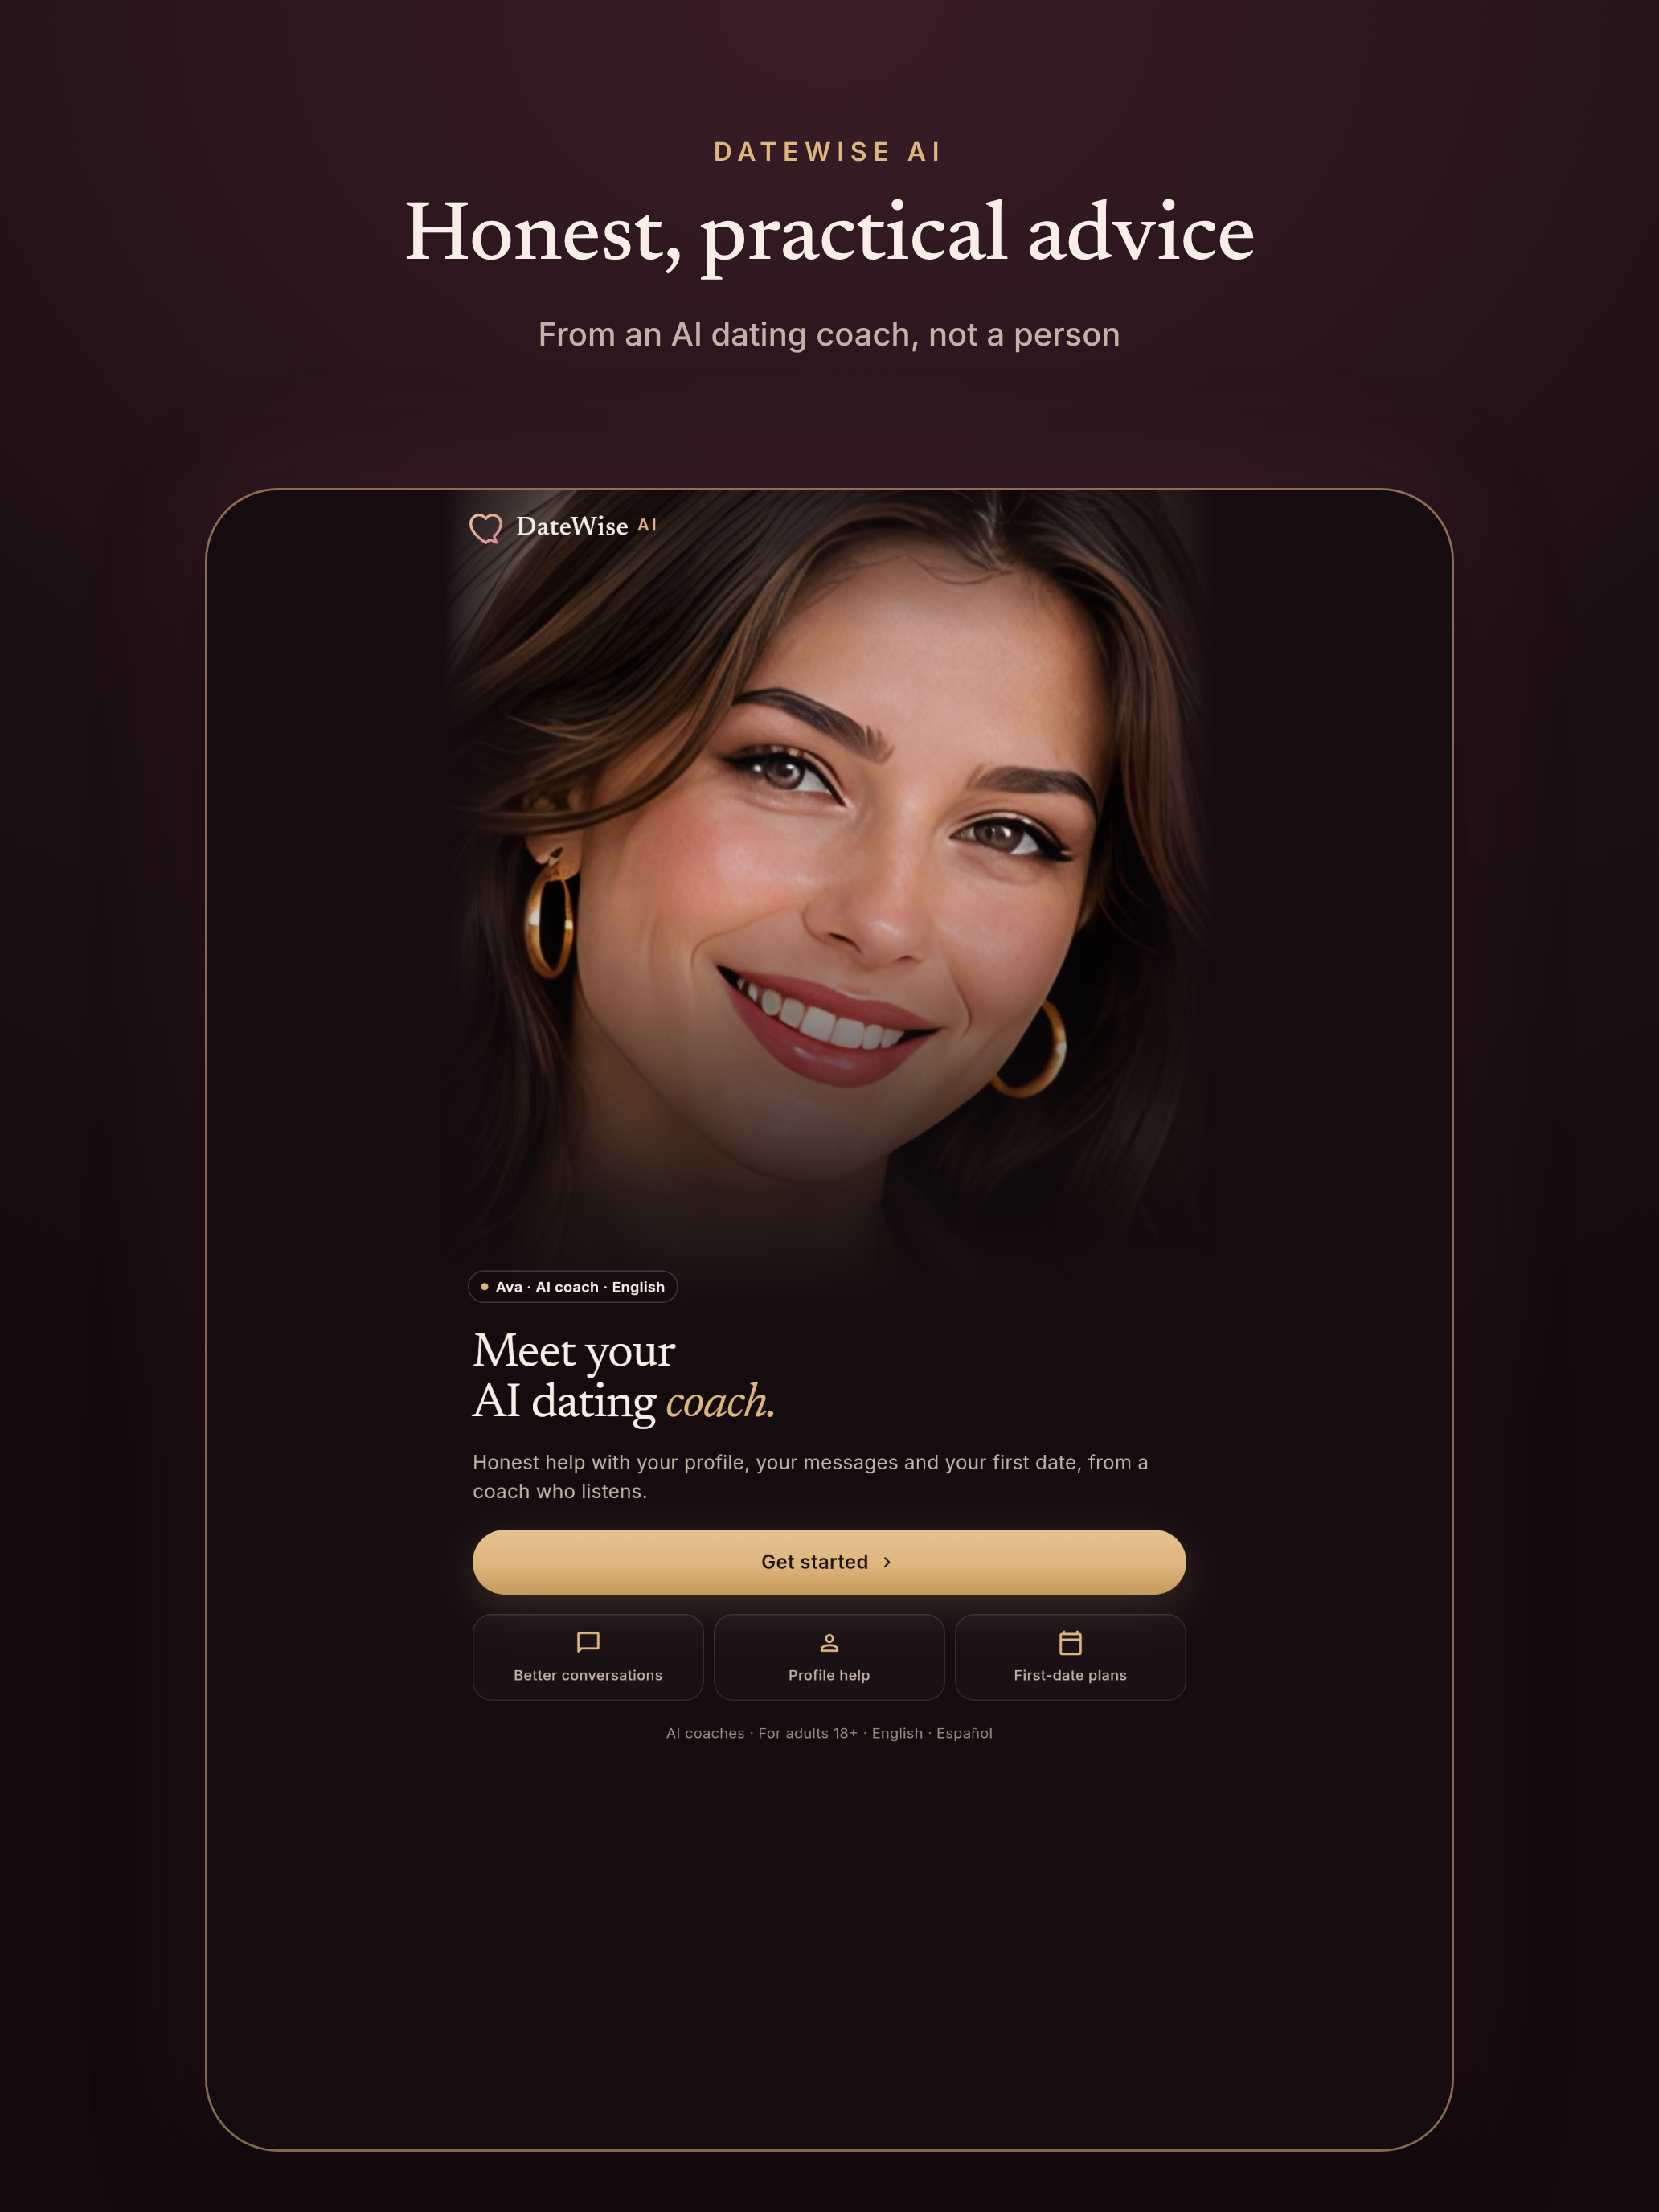 DATEWISE AI
Honest, practical advice
From an AI dating coach, not a person
DateWise AI
Ava · AI coach · English
Meet your
AI dating coach.
Honest help with your profile, your messages and your first date, from a
coach who listens.
Get started
Better conversations
Profile help
First-date plans
AI coaches · For adults 18+ · English · Español